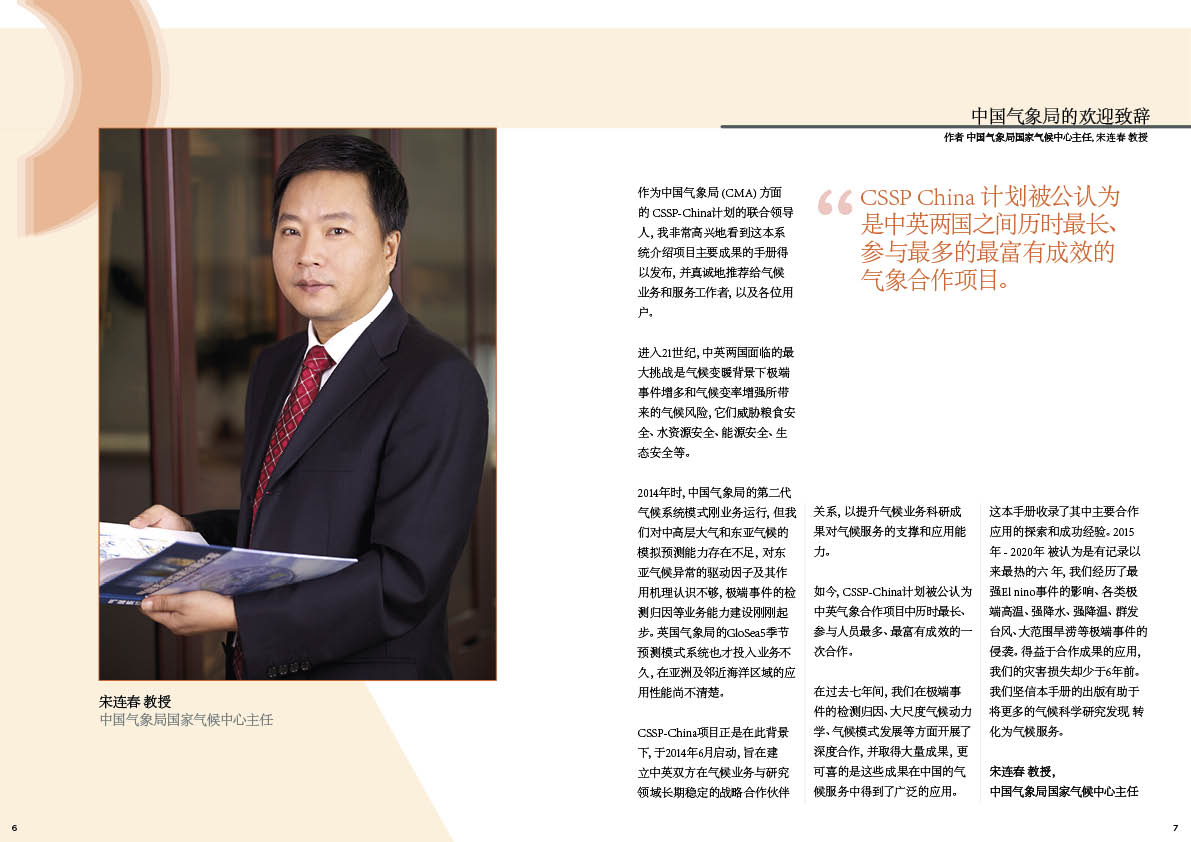 宋连春 教授
中国气象局国家气候中心主任
6
中国气象局的欢迎致辞
作者 中国气象局国家气候中心主任, 宋连春 教授
作为中国气象局 (CMA) 方面
的 CSSP-China计划的联合领导
人, 我非常高兴地看到这本系
统介绍项目主要成果的手册得
以发布, 并真诚地推荐给气候
业务和服务工作者, 以及各位用
户。
进入21世纪, 中英两国面临的最
大挑战是气候变暖背景下极端
事件增多和气候变率增强所带
来的气候风险, 它们威胁粮食安
全、水资源安全、能源安全、生
态安全等。
2014年时, 中国气象局的第二代
气候系统模式刚业务运行, 但我
们对中高层大气和东亚气候的
模拟预测能力存在不足, 对东
亚气候异常的驱动因子及其作
用机理认识不够, 极端事件的检
测归因等业务能力建设刚刚起
步。英国气象局的GloSea5季节
预测模式系统也才投入业务不
久, 在亚洲及邻近海洋区域的应
用性能尚不清楚。
CSSP-China项目正是在此背景
下, 于2014年6月启动, 旨在建
立中英双方在气候业务与研究
领域长期稳定的战略合作伙伴
“ CSSP China 计划被公认为
是中英两国之间历时最长、
参与最多的最富有成效的
气象合作项目。
关系, 以提升气候业务科研成
果对气候服务的支撑和应用能
力。
如今, CSSP-China计划被公认为
中英气象合作项目中历时最长、
参与人员最多、最富有成效的一
次合作。
在过去七年间, 我们在极端事
件的检测归因、大尺度气候动力
学、气候模式发展等方面开展了
深度合作, 并取得大量成果, 更
可喜的是这些成果在中国的气
候服务中得到了广泛的应用。
这本手册收录了其中主要合作
应用的探索和成功经验。2015
年 - 2020年 被认为是有记录以
来最热的六 年, 我们经历了最
强El nino事件的影响、各类极
端高温、强降水、强降温、群发
台风、大范围旱涝等极端事件的
侵袭。得益于合作成果的应用,
我们的灾害损失却少于6年前。
我们坚信本手册的出版有助于
将更多的气候科学研究发现 转
化为气候服务。
宋连春 教授,
中国气象局国家气候中心主任
7